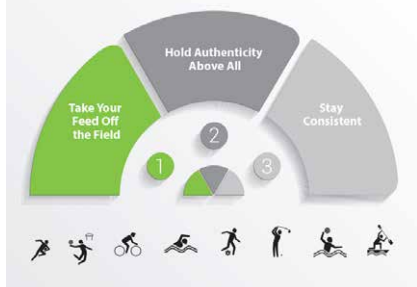 Take Your
Feed Off
the Field
Hold Authenticity
Above All
Stay
Consistent
1
2
3